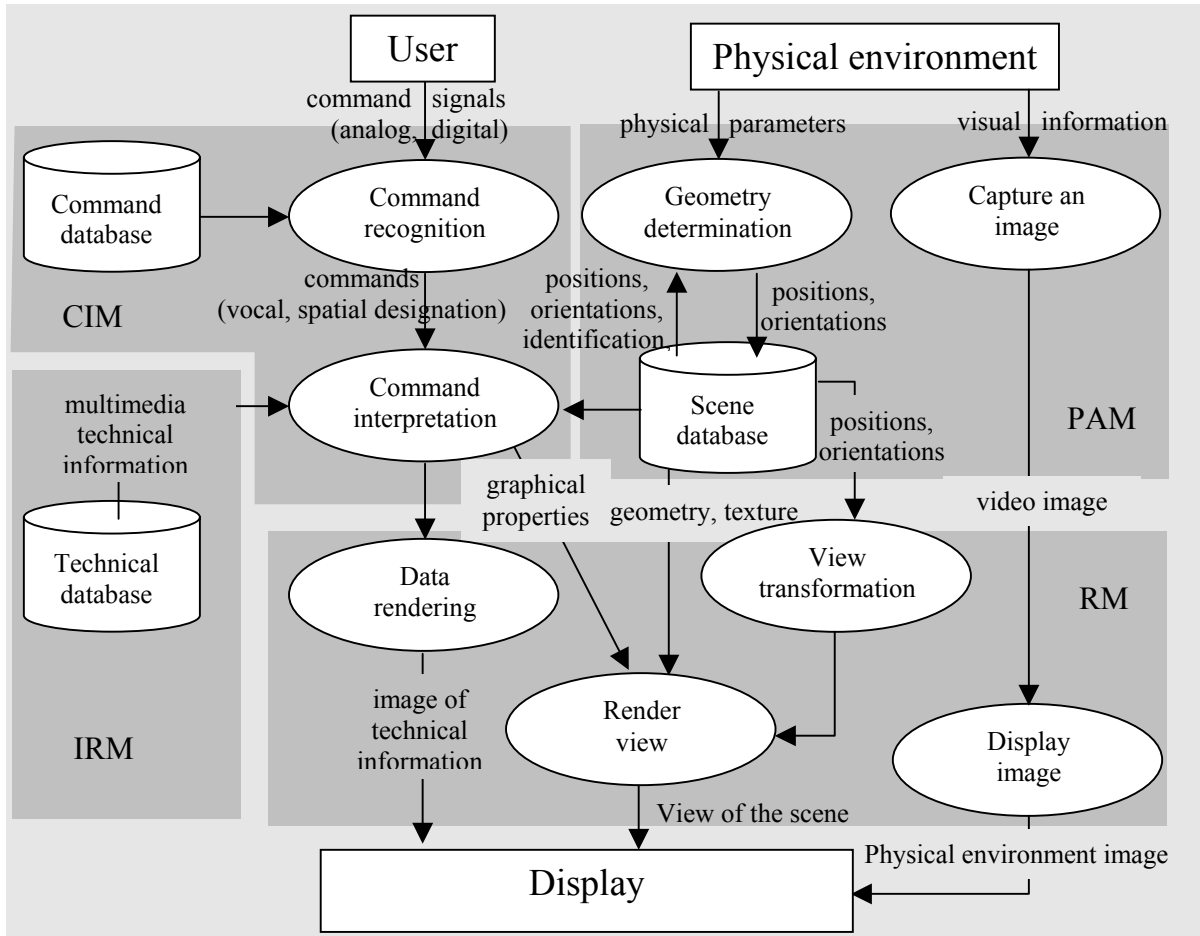 User
Physical environment
command signals
(analog, digital)
physical parameters
visual information
Command
database
Command
recognition
Geometry
determination
Capture an
image
commands
(vocal, spatial designation)
CIM
positions,
orientations,
identification,
positions,
orientations
multimedia
technical
information
Command
interpretation
Scene
database
positions,
orientations
PAM
graphical
properties
geometry, texture
video image
Technical
database
Data
rendering
View
transformation
RM
image of
technical
information
Render
view
Display
image
IRM
View of the scene
Physical environment image
Display